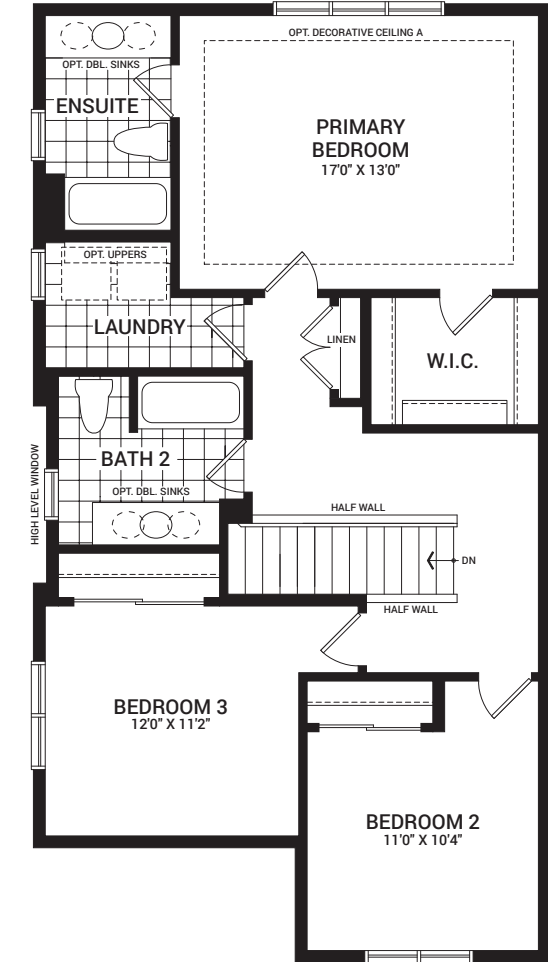 OPT. DECORATIVE CEILING A
OPT. DBL. SINKS
ENSUITE
PRIMARY
BEDROOM
17'0" X 13'0"
OPT. UPPERS
LAUNDRY
LINEN
W.I.C.
BATH 2
OPT. DBL. SINKS
HIGH LEVEL WINDOW
HALF WALL
DN
HALF WALL
BEDROOM 3
12'0" X 11'2"
BEDROOM 2
11'0" X 10'4"